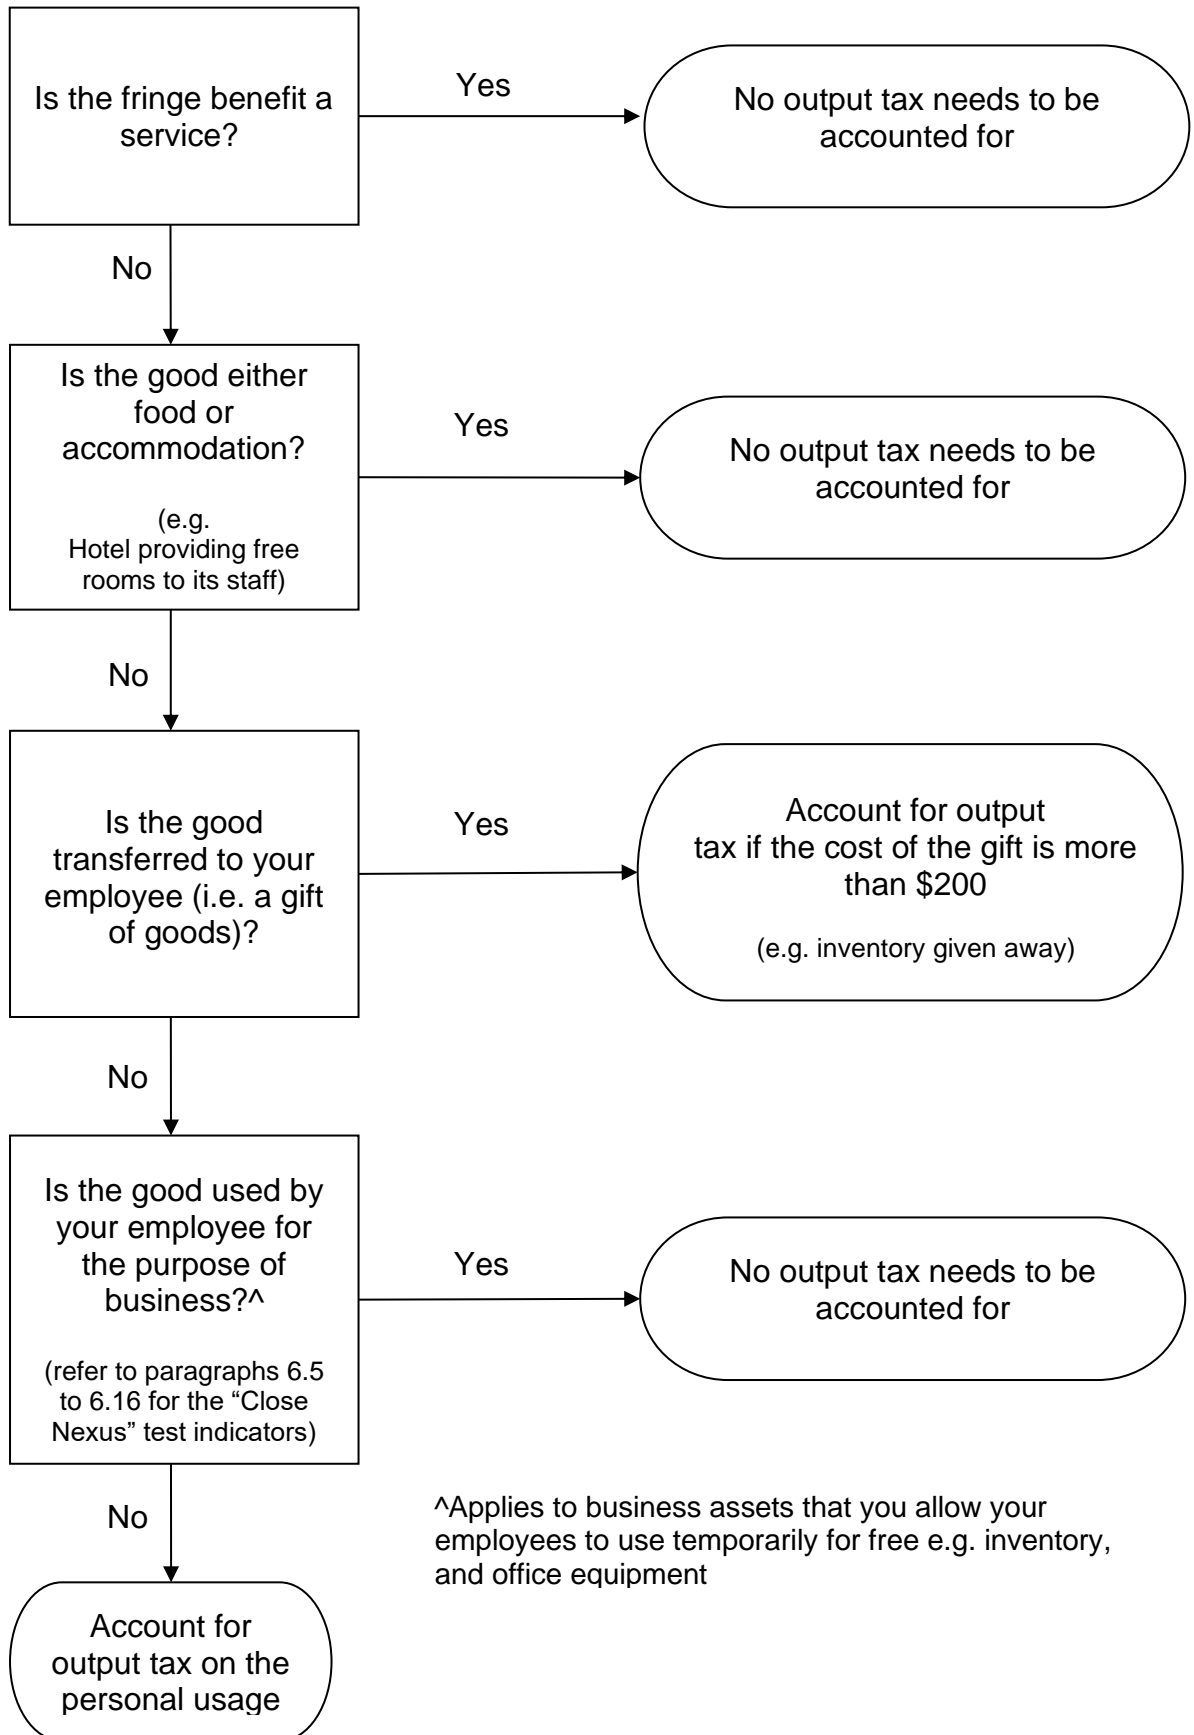 Is the fringe benefit a
service?
Yes
No output tax needs to be
accounted for
No
Is the good either
food or
accommodation?
(e.g.
Hotel providing free
rooms to its staff)
Yes
No output tax needs to be
accounted for
No
Is the good
transferred to your
employee (i.e. a gift
of goods)?
Yes
Account for output
tax if the cost of the gift is more
than $200
(e.g. inventory given away)
No
Is the good used by
your employee for
the purpose of
business?^
(refer to paragraphs 6.5
to 6.16 for the “Close
Nexus” test indicators)
Yes
No output tax needs to be
accounted for
No
^Applies to business assets that you allow your
employees to use temporarily for free e.g. inventory,
and office equipment
Account for
output tax on the
personal usage